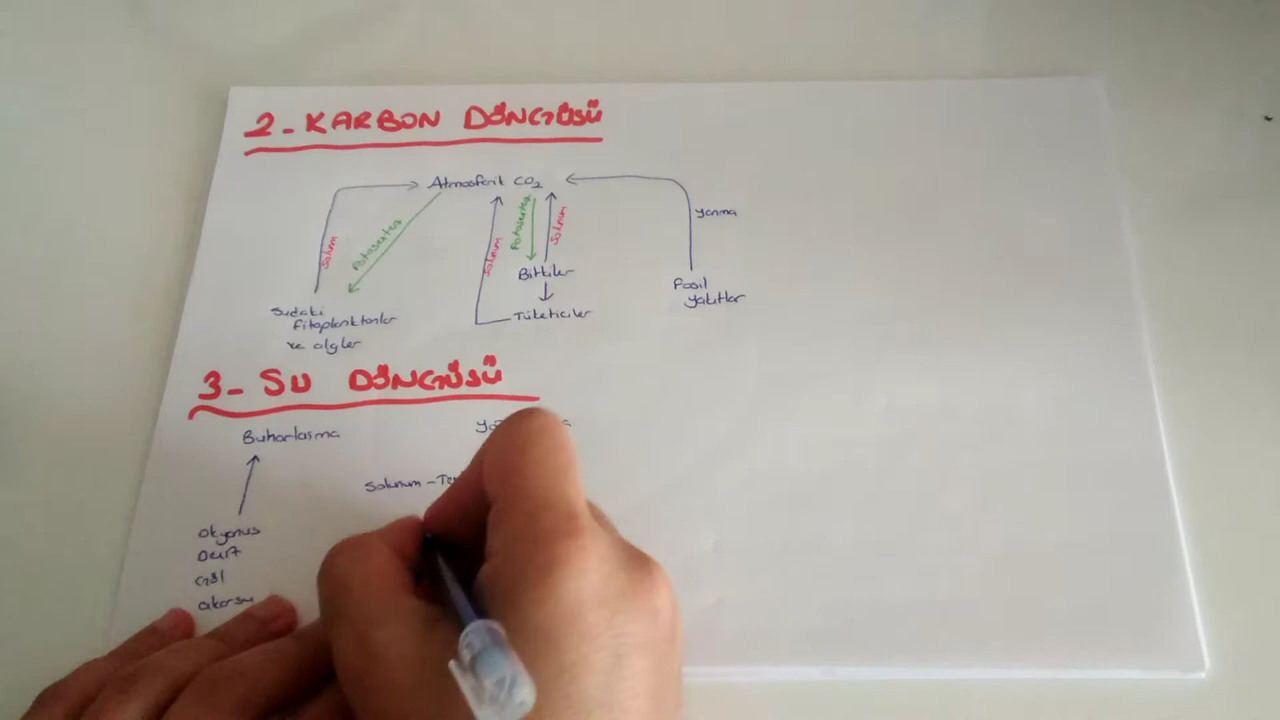 2- KARBON DÖNGÜSÜ
Atmosferik CO2
Solunum
Fotosentez
Solunum
Fotosentez
Solunum
Yanma
Bitkiler
Fosil
yakıtlar
Sudaki
fitoplanktonlar
ve algler
Tüketiciler
3- SU DÖNGÜSÜ
Buharlaşma
Solunum -
Okyanus
Göl
akarsu